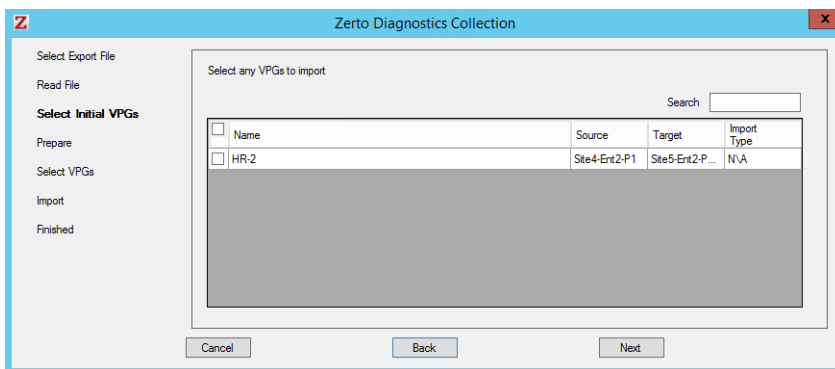 Z
Zerto Diagnostics Collection
x
Select Export File
Read File
Select Initial VPGs
Prepare
Select VPGs
Import
Finished
Select any VPGs to import
Search
Name Source Target Import Type
HR-2 Site4-Ent2-P1 Site5-Ent2-P... N\A
Cancel Back Next